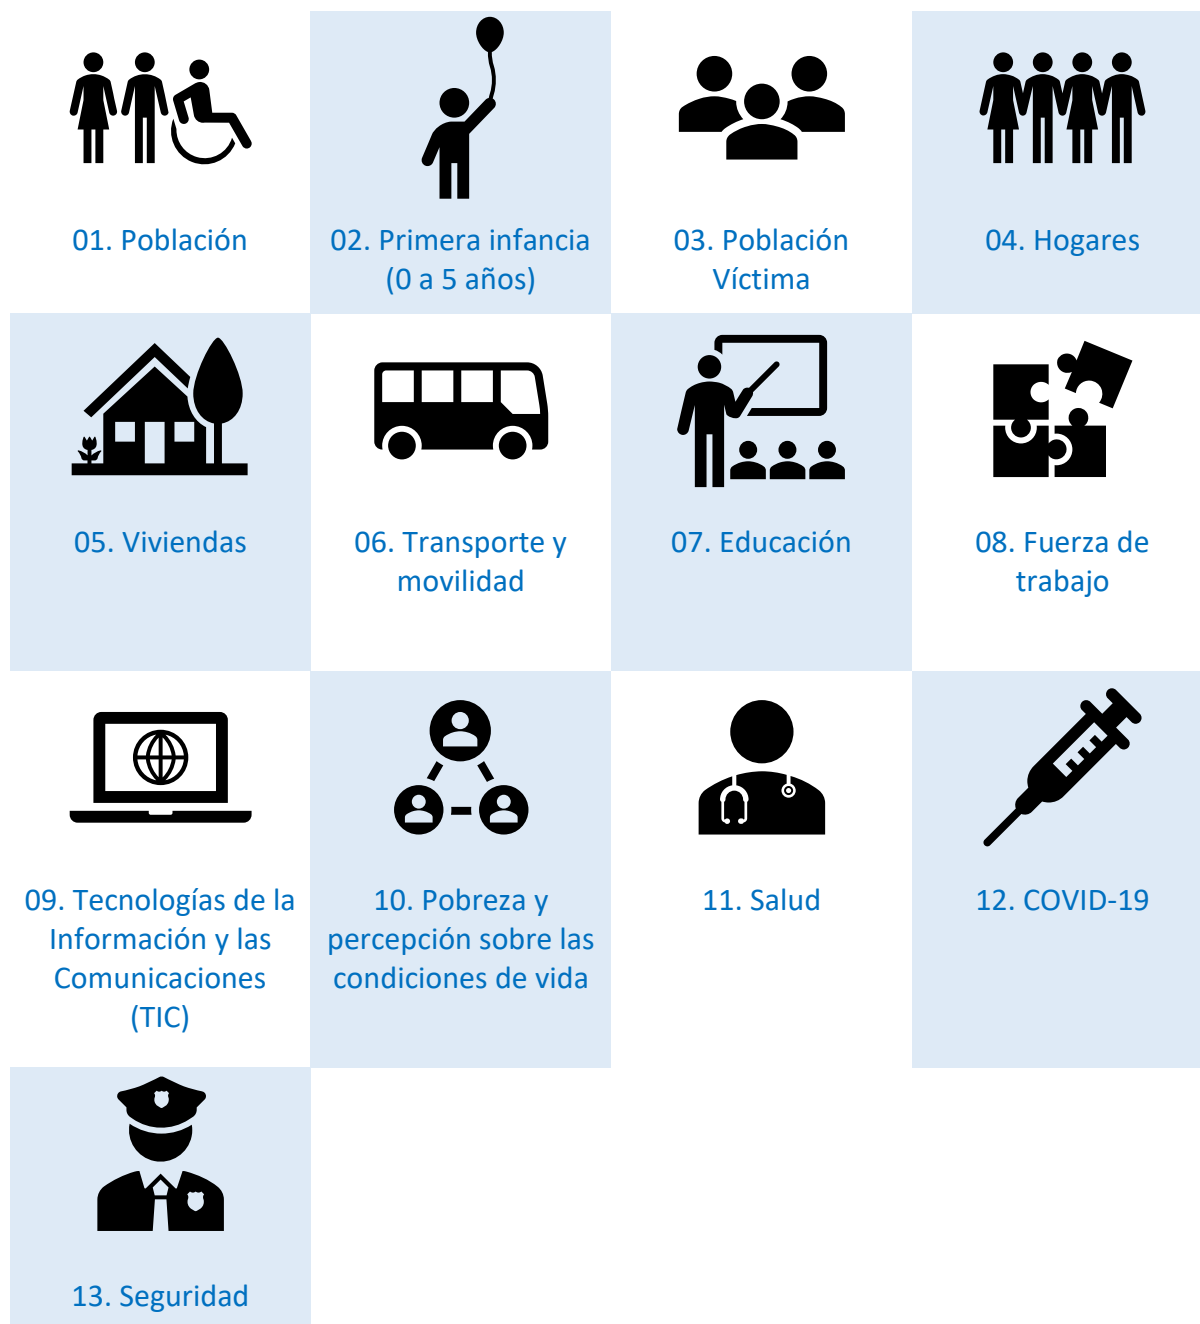 01. Población
02. Primera infancia
(0 a 5 años)
03. Población
Víctima
04. Hogares
05. Viviendas
06. Transporte y
movilidad
07. Educación
08. Fuerza de
trabajo
09. Tecnologías de la
Información y las
Comunicaciones
(TIC)
10. Pobreza y
percepción sobre las
condiciones de vida
11. Salud
12. COVID-19
13. Seguridad